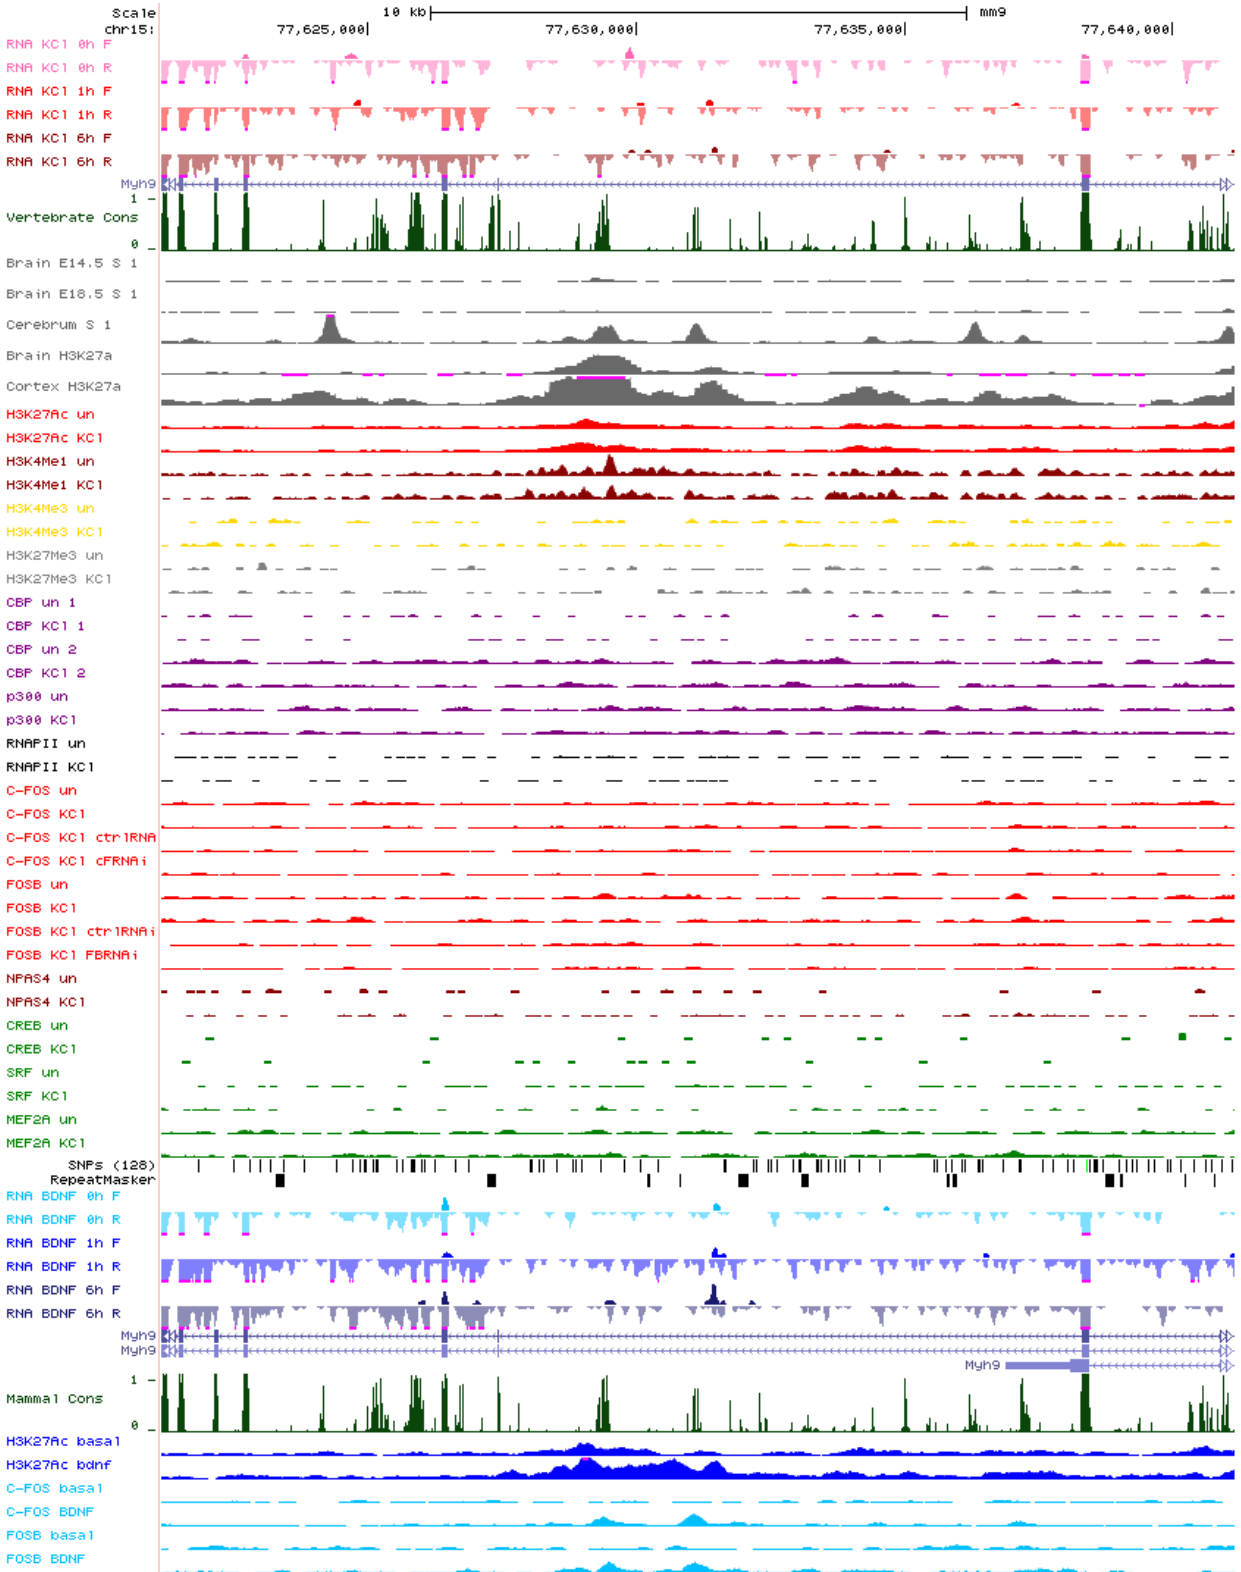 Scale 10 kb mm9
chr15: 77,625,000 77,630,000 77,635,000 77,640,000
RNA KCl 0h F
RNA KCl 0h R
RNA KCl 1h F
RNA KCl 1h R
RNA KCl 6h F
RNA KCl 6h R
Myh9
1
Vertebrate Cons
0
Brain E14.5 S 1
Brain E18.5 S 1
Cerebrum S 1
Brain H3K27a
Cortex H3K27a
H3K27Ac un
H3K27Ac KCl
H3K4Me1 un
H3K4Me1 KCl
H3K4Me3 un
H3K4Me3 KCl
H3K27Me3 un
H3K27Me3 KCl
CBP un 1
CBP KCl 1
CBP un 2
CBP KCl 2
p300 un
p300 KCl
RNAPII un
RNAPII KCl
C-FOS un
C-FOS KCl
C-FOS KCl ctrlRNA
C-FOS KCl cFRNAi
FOSB un
FOSB KCl
FOSB KCl ctrlRNAi
FOSB KCl FBRNAi
NPAS4 un
NPAS4 KCl
CREB un
CREB KCl
SRF un
SRF KCl
MEF2A un
MEF2A KCl
SNPs (128)
RepeatMasker
RNA BDNF 0h F
RNA BDNF 0h R
RNA BDNF 1h F
RNA BDNF 1h R
RNA BDNF 6h F
RNA BDNF 6h R
Myh9
Myh9
Myh9
1
Mammal Cons
0
H3K27Ac basal
H3K27Ac bdnf
C-FOS basal
C-FOS BDNF
FOSB basal
FOSB BDNF